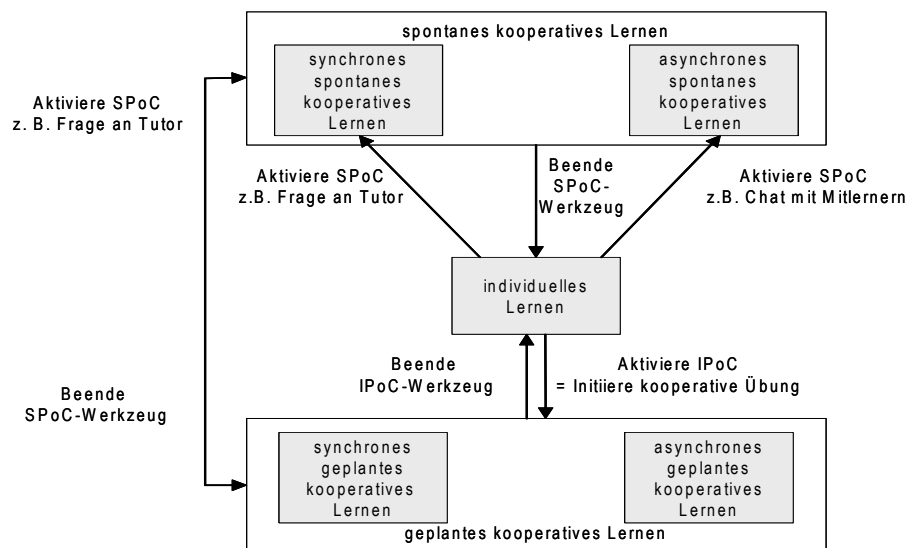 spontanes kooperatives Lernen
synchrones
spontanes
kooperatives
Lernen
asynchrones
spontanes
kooperatives
Lernen
Aktiviere SPoC
z. B. Frage an Tutor
Aktiviere SPoC
z.B. Frage an Tutor
Beende
SPoC-
Werkzeug
Aktiviere SPoC
z.B. Chat mit Mitlernern
individuelles
Lernen
Beende
IPoC-Werkzeug
Aktiviere IPoC
= Initiiere kooperative Übung
Beende
SPoC-Werkzeug
synchrones
geplantes
kooperatives
Lernen
asynchrones
geplantes
kooperatives
Lernen
geplantes kooperatives Lernen